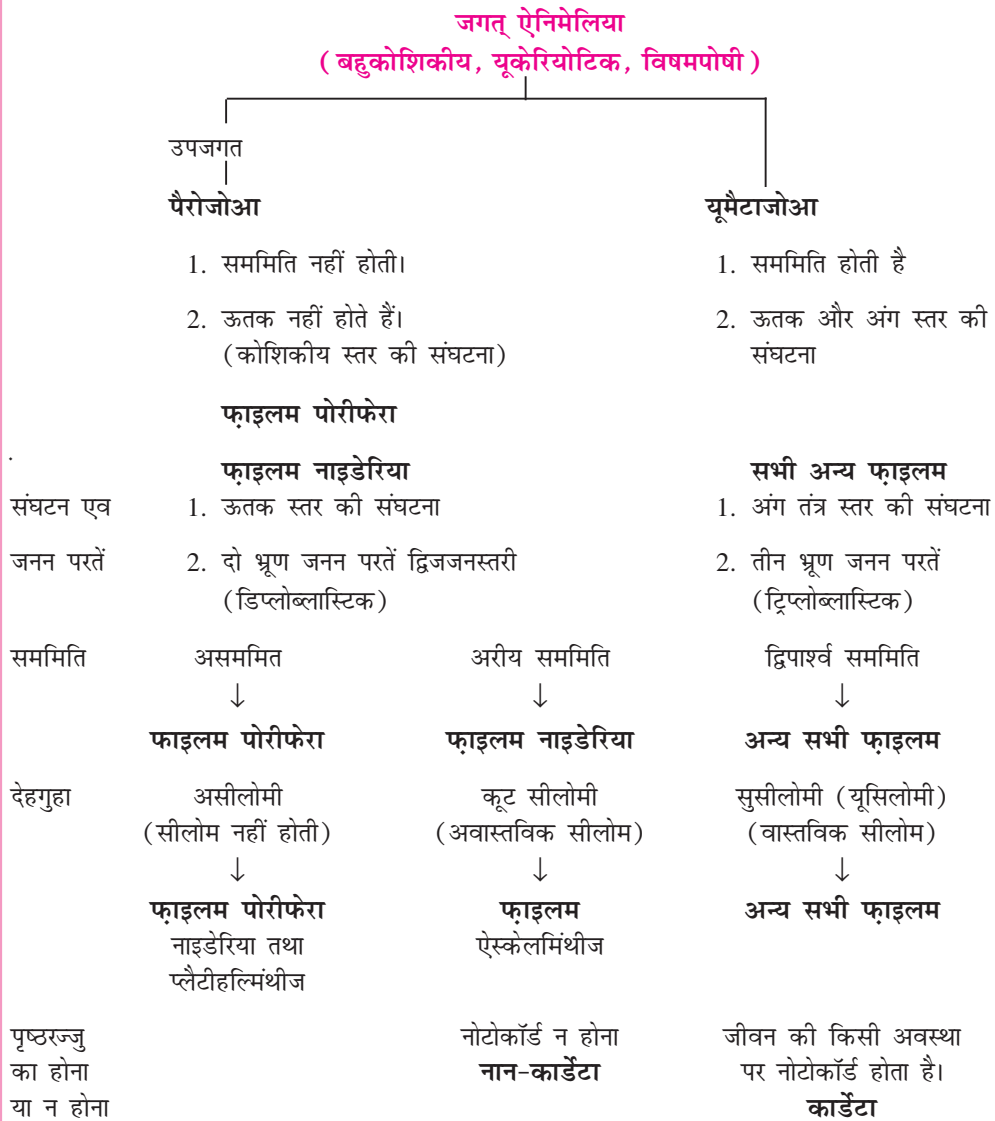 जगत् ऐनिमेलिया
( बहुकोशिकीय, यूकेरियोटिक, विषमपोषी )
उपजगत
पैरोजोआ यूमैटाजोआ
1. सममिति नहीं होती। 1. सममिति होती है
2. ऊतक नहीं होते हैं। 2. ऊतक और अंग स्तर की
(कोशिकीय स्तर की संघटना) संघटना
फ़ाइलम पोरीफेरा
फ़ाइलम नाइडेरिया सभी अन्य फ़ाइलम
संघटन एव 1. ऊतक स्तर की संघटना 1. अंग तंत्र स्तर की संघटना
जनन परतें 2. दो भ्रूण जनन परतें द्विजजनस्तरी 2. तीन भ्रूण जनन परतें
(डिप्लोब्लास्टिक) (ट्रिप्लोब्लास्टिक)
सममिति असममित अरीय सममिति द्विपार्श्व सममिति
↓ ↓ ↓
फाइलम पोरीफेरा फ़ाइलम नाइडेरिया अन्य सभी फ़ाइलम
देहगुहा असीलोमी कूट सीलोमी सुसीलोमी (यूसिलोमी)
(सीलोम नहीं होती) (अवास्तविक सीलोम) (वास्तविक सीलोम)
↓ ↓ ↓
फ़ाइलम पोरीफेरा फ़ाइलम अन्य सभी फ़ाइलम
नाइडेरिया तथा ऐस्केलमिंथीज
प्लैटीहल्मिंथीज
पृष्ठरज्जु नोटोकॉर्ड न होना जीवन की किसी अवस्था
का होना नान-कार्डेटा पर नोटोकॉर्ड होता है।
या न होना कार्डेटा